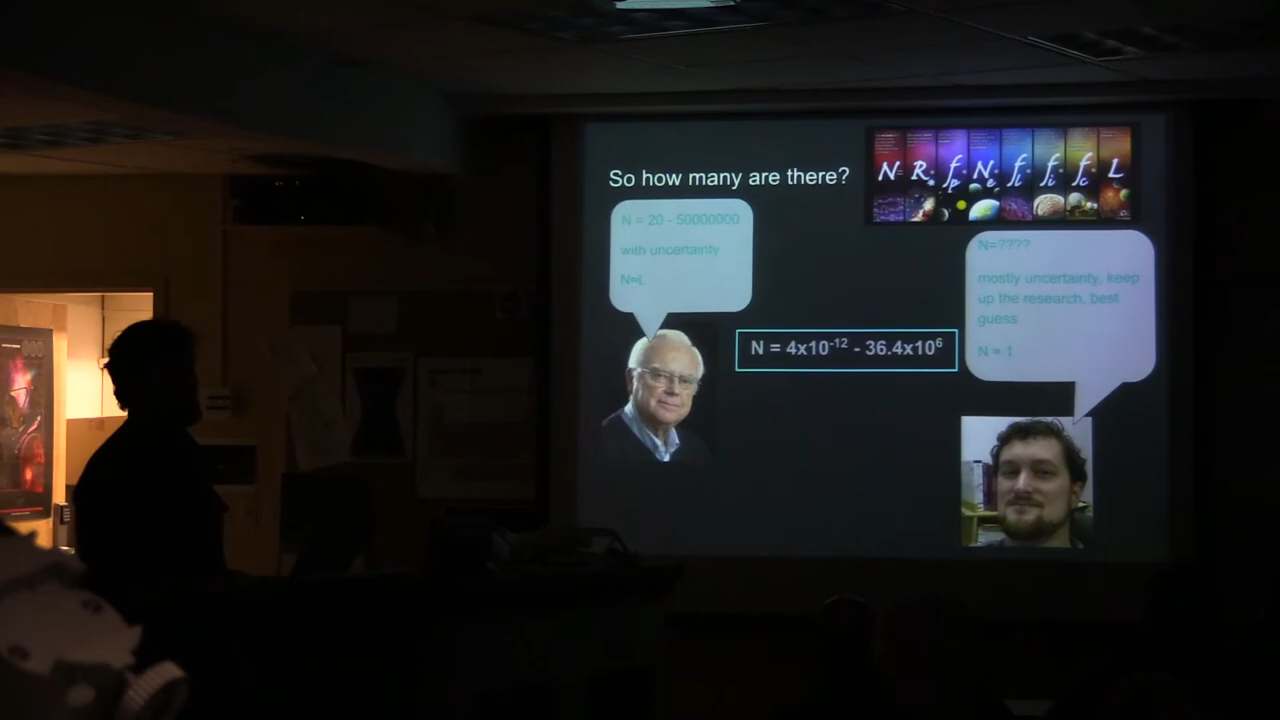 So how many are there?
N R* fp Ne fl fi fc L
N = 20 - 50000000
with uncertainty
N=L
N=????
mostly uncertainty, keep
up the research, best
guess
N = 1
N = 4x10-12 - 36.4x106